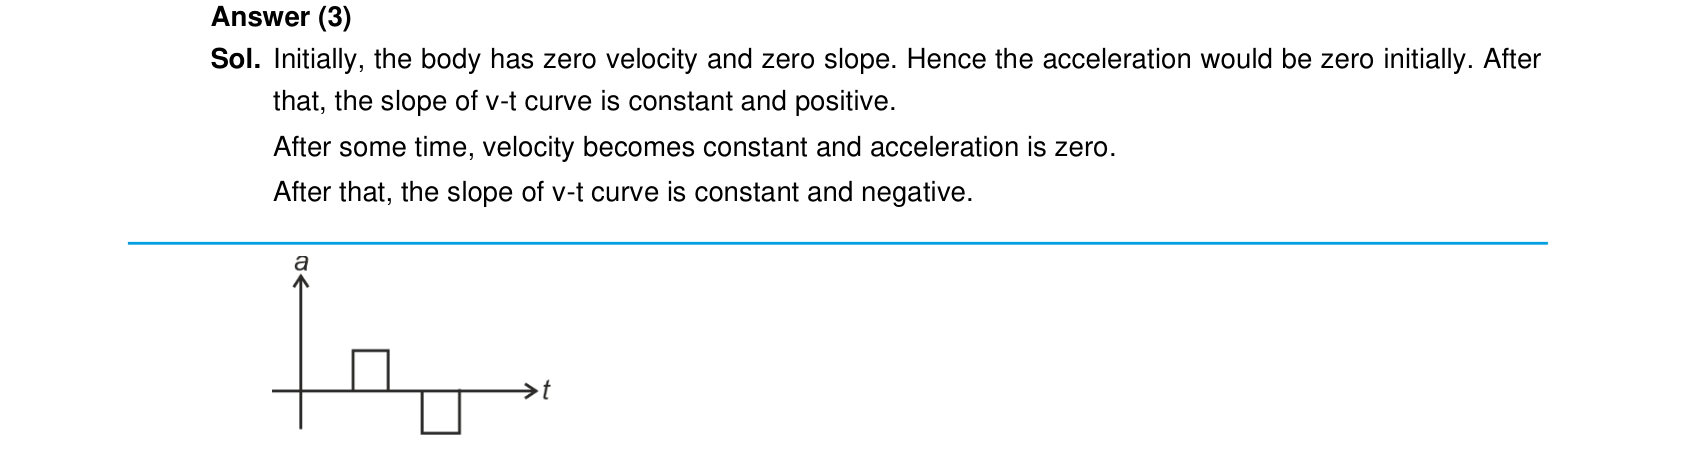 Answer (3)
Sol. Initially, the body has zero velocity and zero slope. Hence the acceleration would be zero initially. After
that, the slope of v-t curve is constant and positive.
After some time, velocity becomes constant and acceleration is zero.
After that, the slope of v-t curve is constant and negative.
a
t